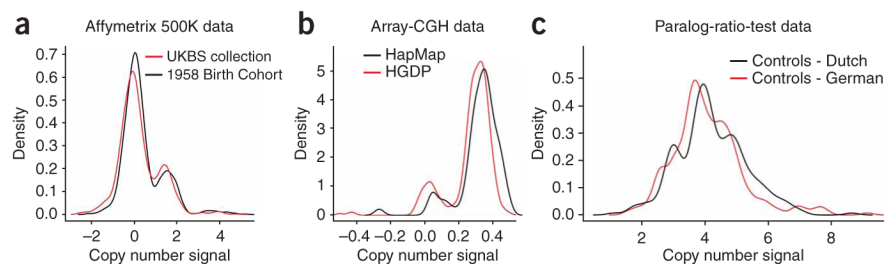 a Affymetrix 500K data
UKBS collection
1958 Birth Cohort
Density
0.7
0.6
0.5
0.4
0.3
0.2
0.1
0.0
−2 0 2 4
Copy number signal
b Array-CGH data
HapMap
HGDP
Density
5
4
3
2
1
0
−0.4 −0.2 0.0 0.2 0.4
Copy number signal
c Paralog-ratio-test data
Controls - Dutch
Controls - German
Density
0.5
0.4
0.3
0.2
0.1
0.0
2 4 6 8
Copy number signal